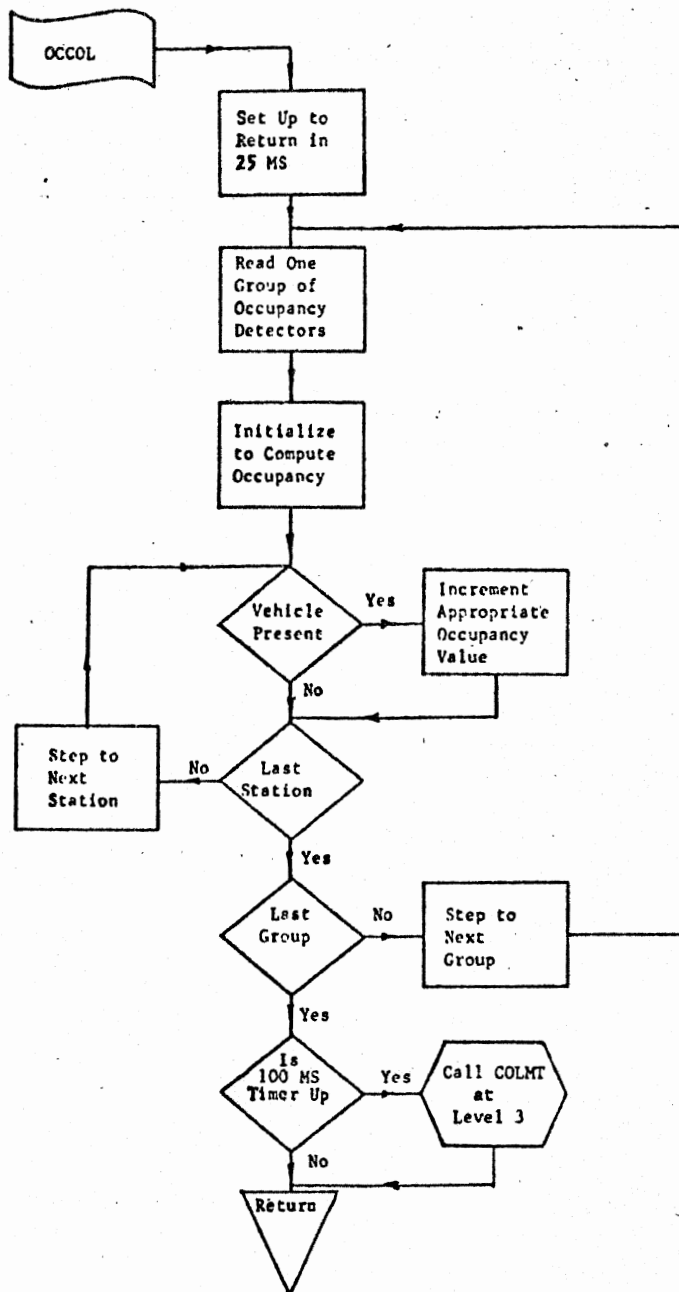 OCCOL
Set Up to
Return in
25 MS
Read One
Group of
Occupancy
Detectors
Initialize
to Compute
Occupancy
Vehicle
Present
Yes
Increment
Appropriate
Occupancy
Value
No
Step to
Next
Station
No
Last
Station
Yes
Last
Group
No
Step to
Next
Group
Yes
Is
100 MS
Timer Up
Yes
Call COLMT
at
Level 3
No
Return